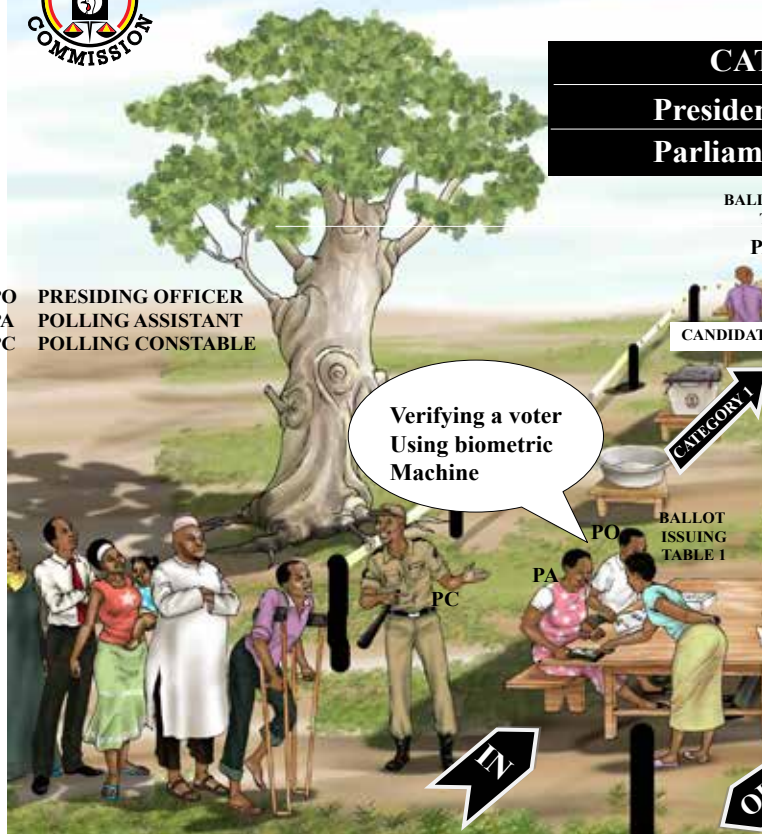 COMMISSION
CAT
Presiden
Parliam
BALL
T
P
PO PRESIDING OFFICER
PA POLLING ASSISTANT
PC POLLING CONSTABLE
CANDIDAT
CATEGORY 1
Verifying a voter
Using biometric
Machine
PO
BALLOT
ISSUING
TABLE 1
PA
PC
IN